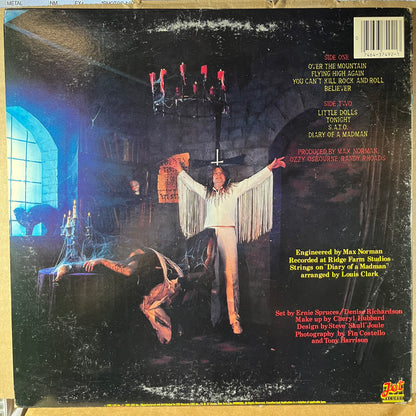 METAL
NM
SIDE ONE
OVER THE MOUNTAIN
FLYING HIGH AGAIN
YOU CAN'T KILL ROCK AND ROLL
BELIEVER
SIDE TWO
LITTLE DOLLS
TONIGHT
S.A.T.O.
DIARY OF A MADMAN
PRODUCED BY MAX NORMAN,
OZZY OSBOURNE, RANDY RHOADS
Engineered by Max Norman
Recorded at Ridge Farm Studios
Strings on "Diary of a Madman"
arranged by Louis Clark
Set by Ernie Spruces/Denise Richardson
Make up by Cheryl Hubbard
Design by Steve "Skull" Joule
Photography by Fin Costello
and Tony Harrison
Jet
RECORDS